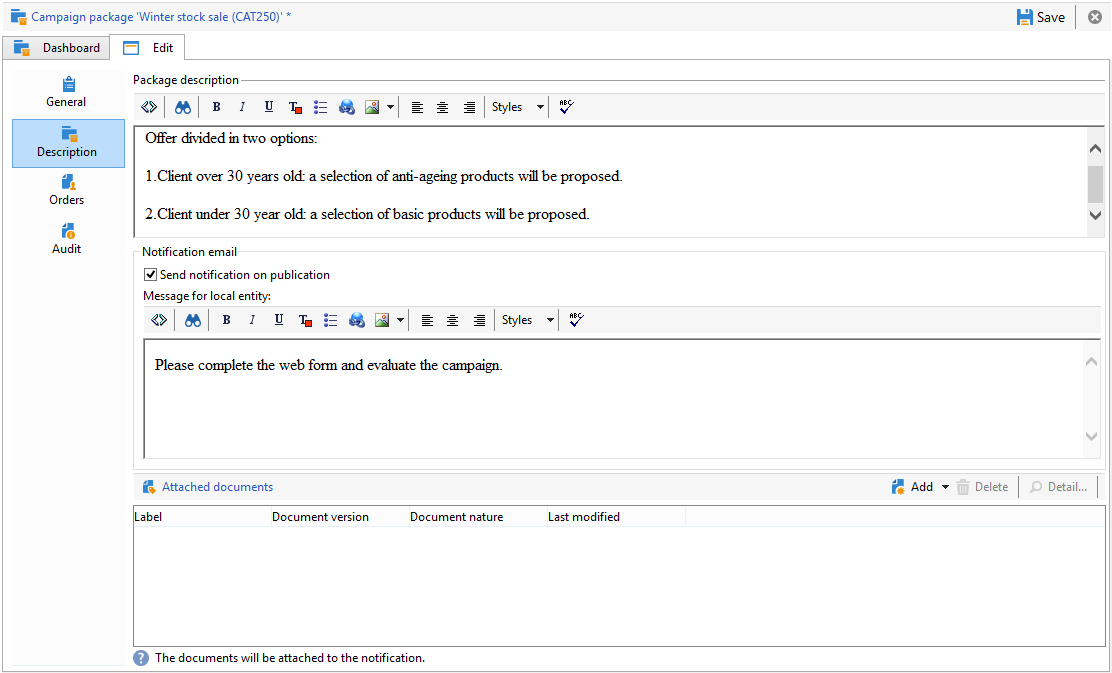 Campaign package 'Winter stock sale (CAT250)' *
Save
Dashboard
Edit
General
Description
Orders
Audit
Package description
B I U T Styles ABC
Offer divided in two options:
1.Client over 30 years old: a selection of anti-ageing products will be proposed.
2.Client under 30 year old: a selection of basic products will be proposed.
Notification email
Send notification on publication
Message for local entity:
B I U T Styles ABC
Please complete the web form and evaluate the campaign.
Attached documents
Add Delete Detail...
Label Document version Document nature Last modified
? The documents will be attached to the notification.